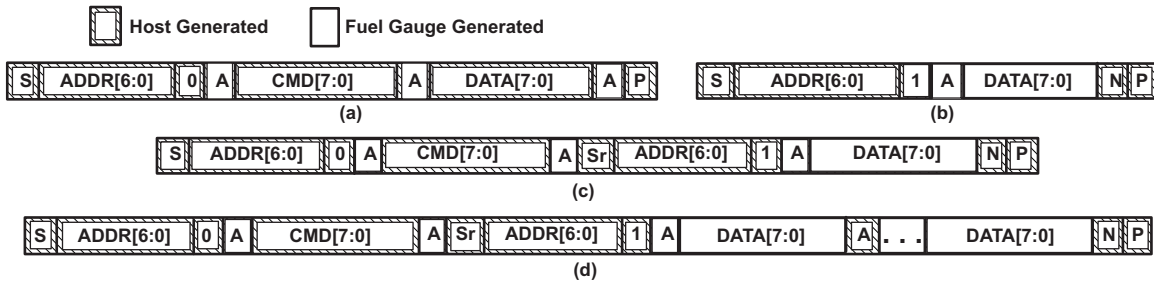 Host Generated Fuel Gauge Generated
S ADDR[6:0] 0 A CMD[7:0] A DATA[7:0] A P S ADDR[6:0] 1 A DATA[7:0] N P
(a) (b)
S ADDR[6:0] 0 A CMD[7:0] A Sr ADDR[6:0] 1 A DATA[7:0] N P
(c)
S ADDR[6:0] 0 A CMD[7:0] A Sr ADDR[6:0] 1 A DATA[7:0] A . . . DATA[7:0] N P
(d)